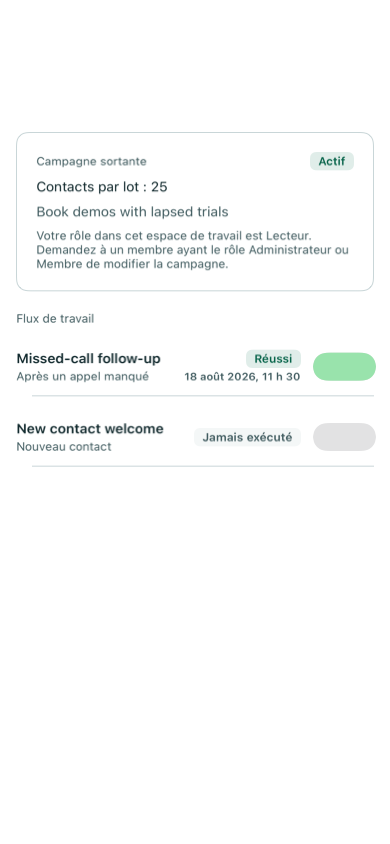 Campagne sortante
Actif
Contacts par lot : 25
Book demos with lapsed trials
Votre rôle dans cet espace de travail est Lecteur.
Demandez à un membre ayant le rôle Administrateur ou
Membre de modifier la campagne.
Flux de travail
Missed-call follow-up
Réussi
Après un appel manqué
18 août 2026, 11 h 30
New contact welcome
Jamais exécuté
Nouveau contact